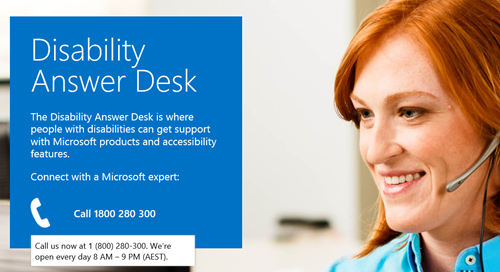 Disability
Answer Desk
The Disability Answer Desk is where
people with disabilities can get support
with Microsoft products and accessibility
features.
Connect with a Microsoft expert:
Call 1800 280 300
Call us now at 1 (800) 280-300. We're
open every day 8 AM – 9 PM (AEST).